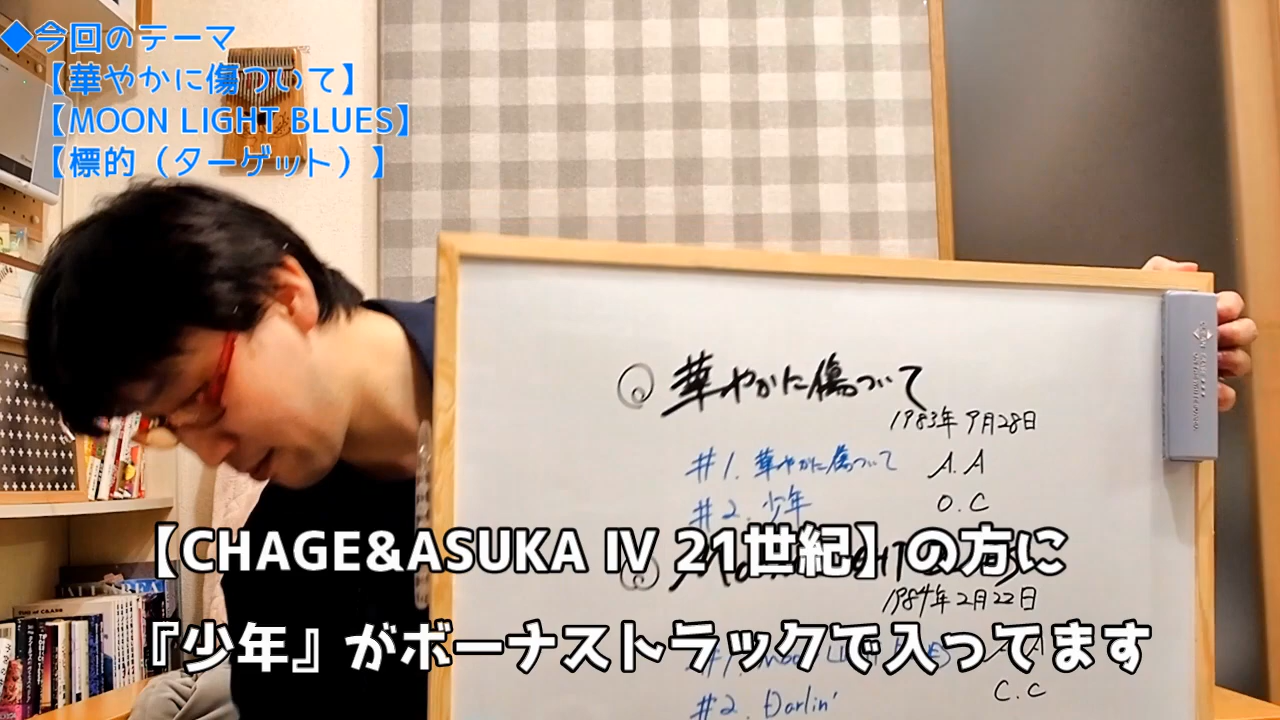 ◆今回のテーマ
【華やかに傷ついて】
【MOON LIGHT BLUES】
【標的（ターゲット）】
華やかに傷ついて
1983年9月28日
#1. 華やかに傷ついて A.A
#2. 少年 O.C
【CHAGE&ASUKA Ⅳ 21世紀】の方に
1984年2月22日
『少年』がボーナストラックで入ってます
#2. Darlin' C.C